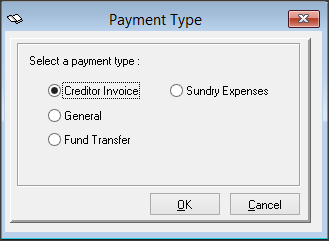 Payment Type
Select a payment type :
Creditor Invoice
Sundry Expenses
General
Fund Transfer
OK
Cancel